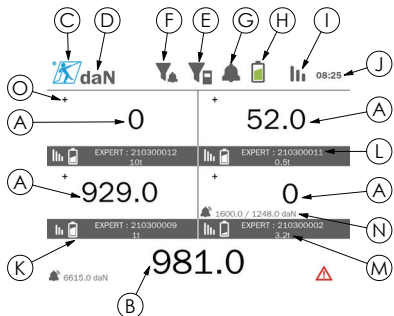 C D F E G H I
daN 08:25 J
O + +
A 0 52.0 A
EXPERT : 210300012 EXPERT : 210300011 L
10t 0.5t
+ +
A 929.0 0 A
1600.0 / 1248.0 daN N
EXPERT : 210300009 EXPERT : 210300002
1t 3.2t
K 981.0 M
6615.0 daN
B